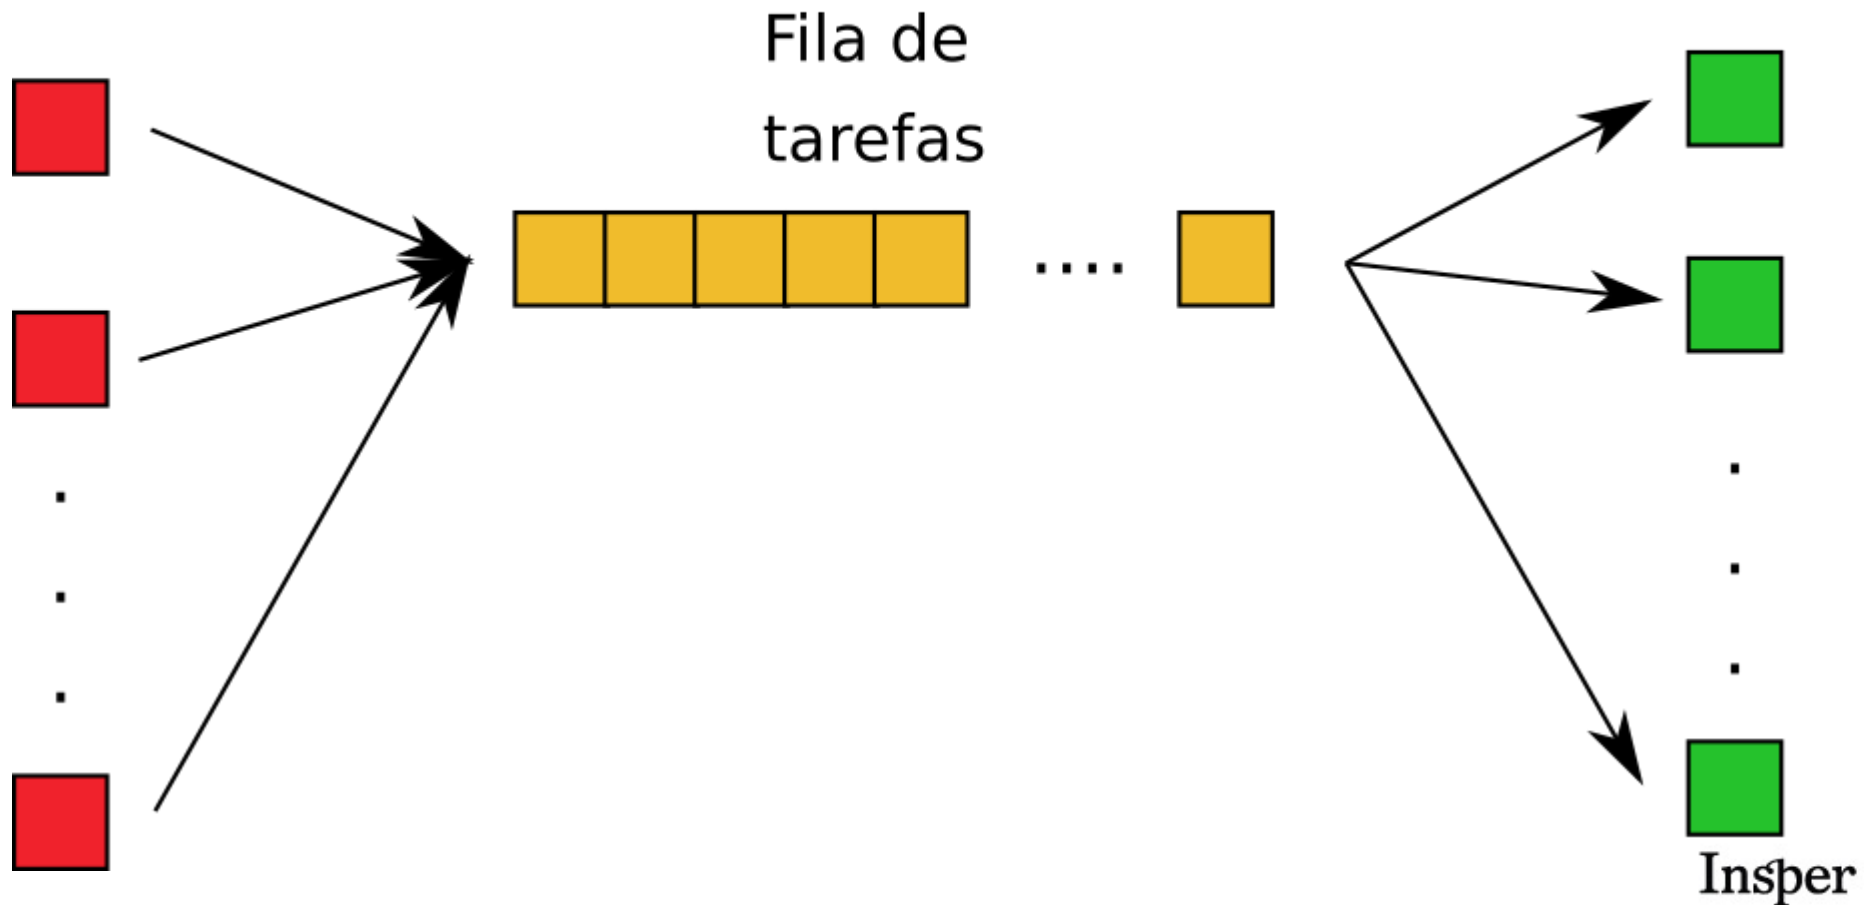 Fila de
tarefas
....
Insper